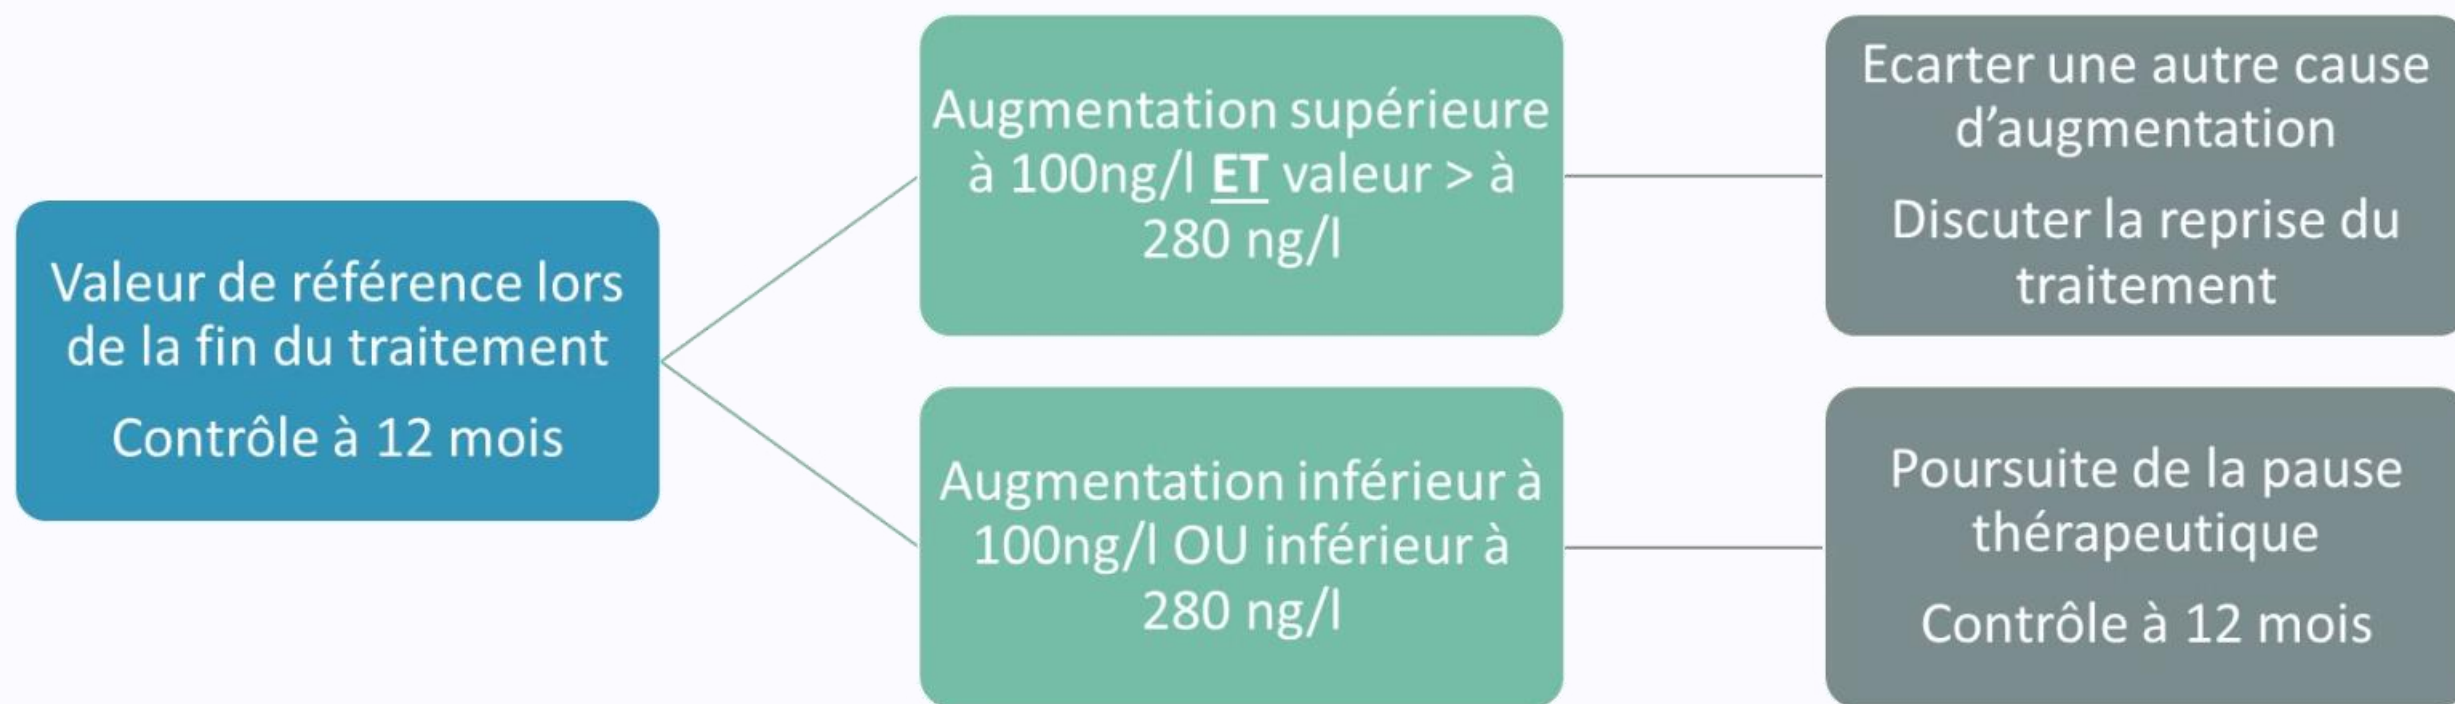 Valeur de référence lors
de la fin du traitement
Contrôle à 12 mois
Augmentation supérieure
à 100ng/l ET valeur > à
280 ng/l
Ecarter une autre cause
d’augmentation
Discuter la reprise du
traitement
Augmentation inférieur à
100ng/l OU inférieur à
280 ng/l
Poursuite de la pause
thérapeutique
Contrôle à 12 mois